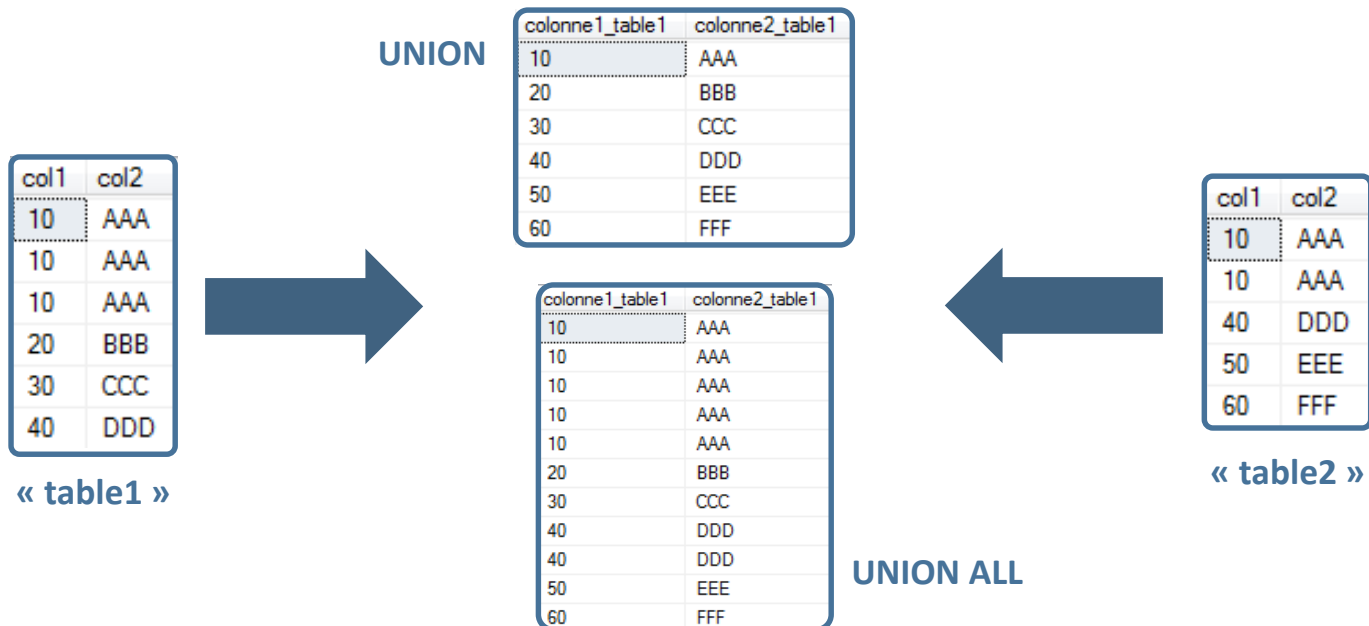 UNION
colonne1_table1 colonne2_table1
10 AAA
20 BBB
30 CCC
40 DDD
50 EEE
60 FFF
col1 col2
10 AAA
10 AAA
10 AAA
20 BBB
30 CCC
40 DDD
« table1 »
colonne1_table1 colonne2_table1
10 AAA
10 AAA
10 AAA
10 AAA
10 AAA
20 BBB
30 CCC
40 DDD
40 DDD
50 EEE
60 FFF
UNION ALL
col1 col2
10 AAA
10 AAA
40 DDD
50 EEE
60 FFF
« table2 »